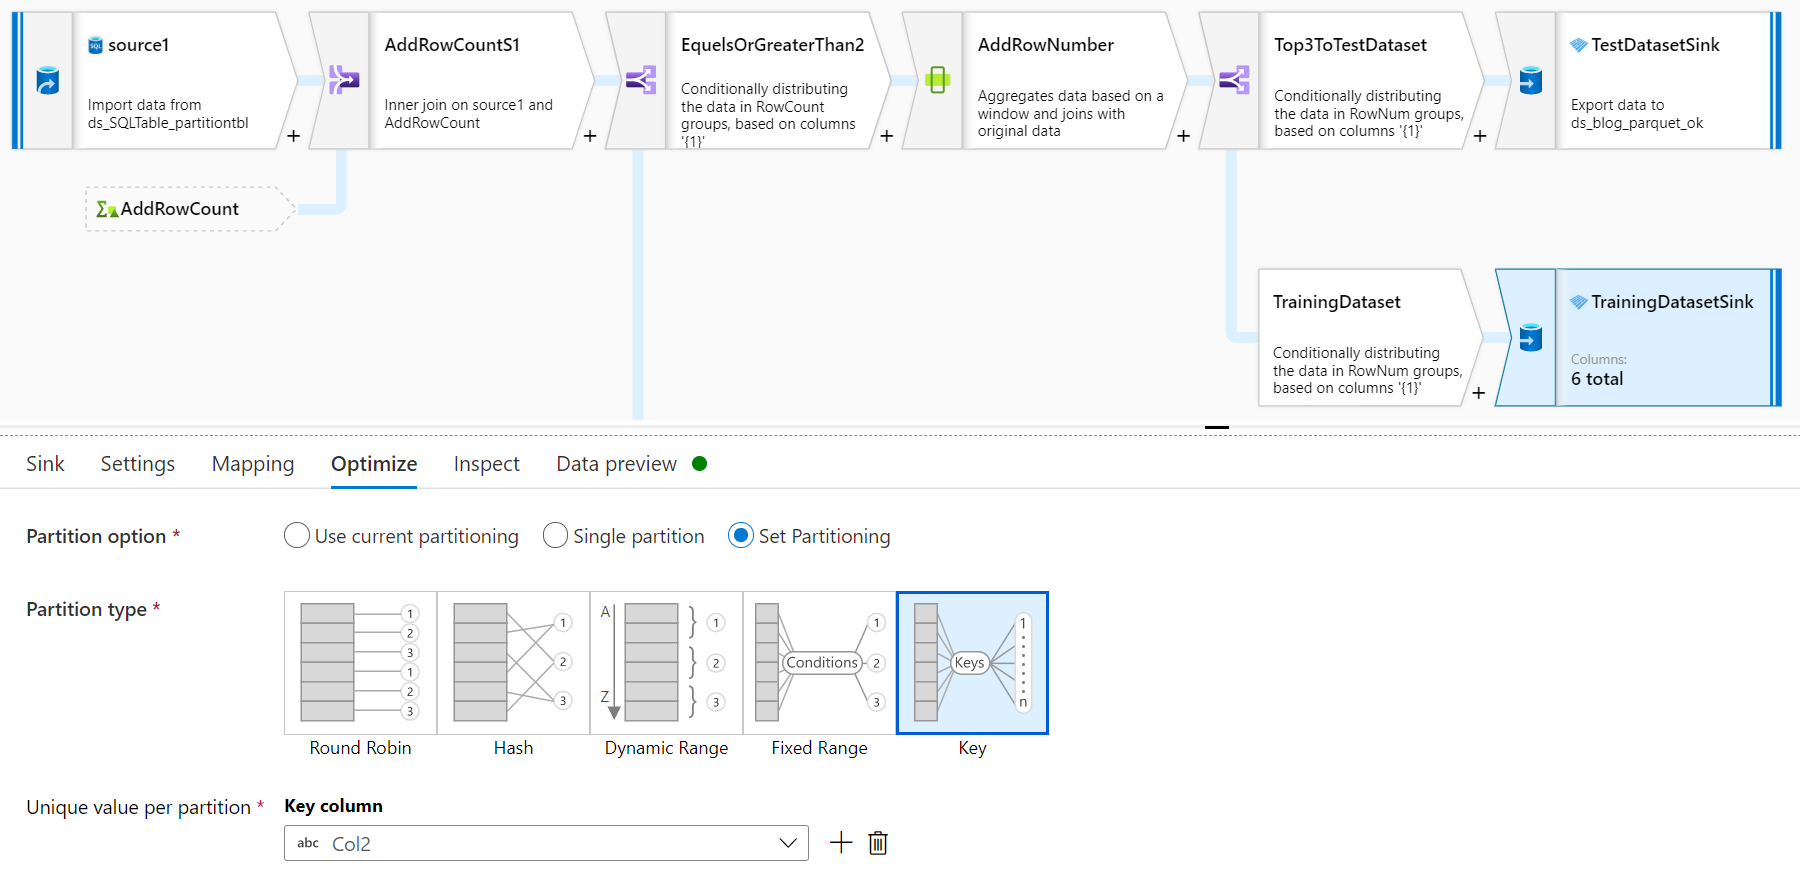 source1
Import data from
ds_SQLTable_partitiontbl
+
AddRowCountS1
Inner join on source1 and
AddRowCount
+
EquelsOrGreaterThan2
Conditionally distributing
the data in RowCount
groups, based on columns
'{1}'
+
AddRowNumber
Aggregates data based on a
window and joins with
original data
+
Top3ToTestDataset
Conditionally distributing
the data in RowNum groups,
based on columns '{1}'
+
TestDatasetSink
Export data to
ds_blog_parquet_ok
AddRowCount
TrainingDataset
Conditionally distributing
the data in RowNum groups,
based on columns '{1}'
+
TrainingDatasetSink
Columns:
6 total
Sink Settings Mapping Optimize Inspect Data preview
Partition option * Use current partitioning Single partition Set Partitioning
Partition type *
1
2
3
1
2
3
Round Robin
1
2
3
Hash
A
Z
1
2
3
Dynamic Range
Conditions
1
2
3
Fixed Range
Keys
1
n
Key
Unique value per partition * Key column
abc Col2